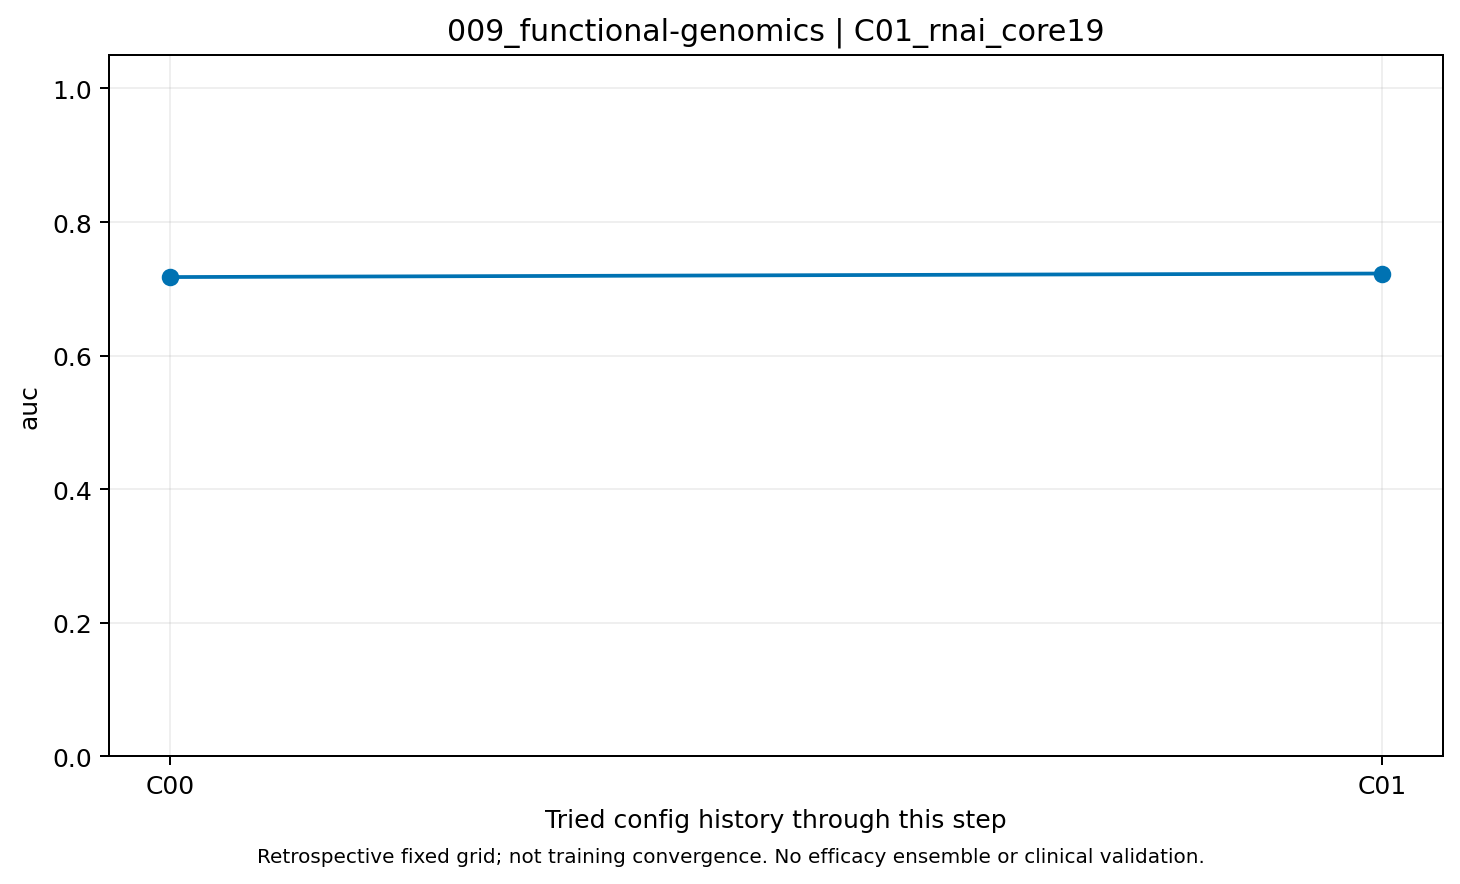 009_functional-genomics | C01_rnai_core19
1.0
0.8
0.6
0.4
0.2
0.0
auc
C00 C01
Tried config history through this step
Retrospective fixed grid; not training convergence. No efficacy ensemble or clinical validation.